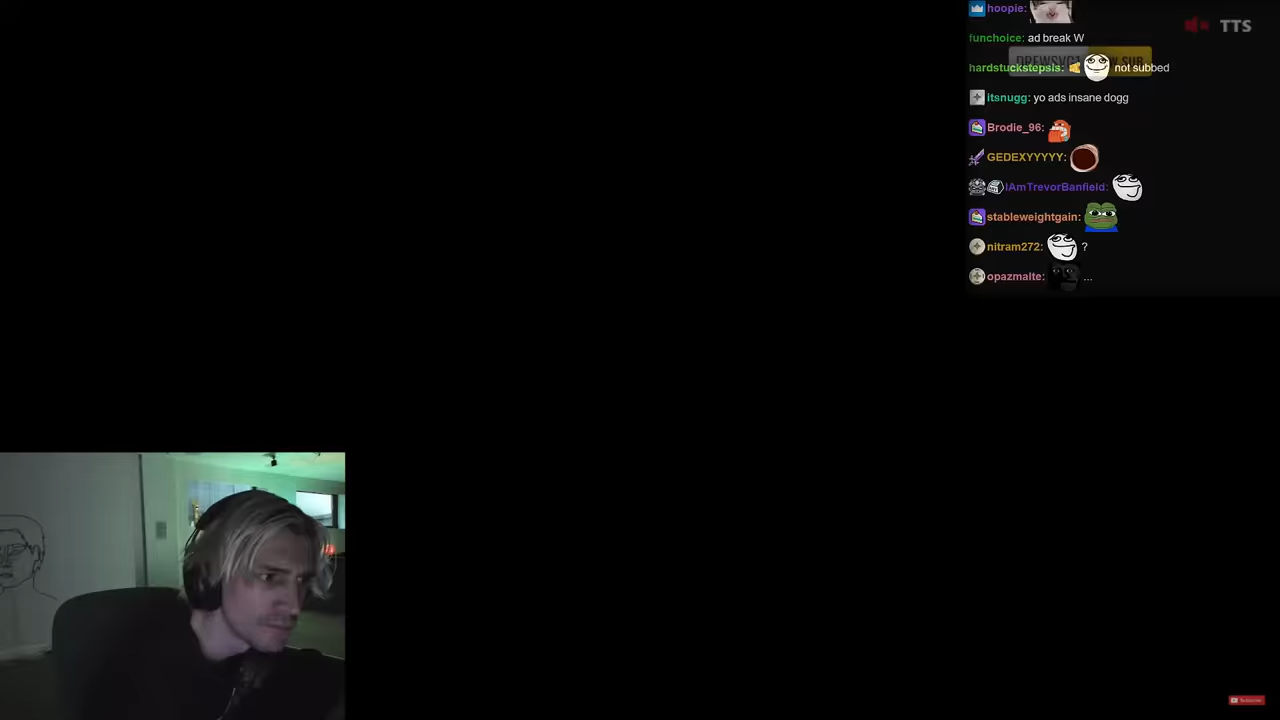 hoopie:
TTS
funchoice: ad break W
hardstuckstepsis: not subbed
itsnugg: yo ads insane dogg
Brodie_96:
GEDEXYYYYY:
IAmTrevorBanfield:
stableweightgain:
nitram272: ?
opazmalte: ...
Subscribe